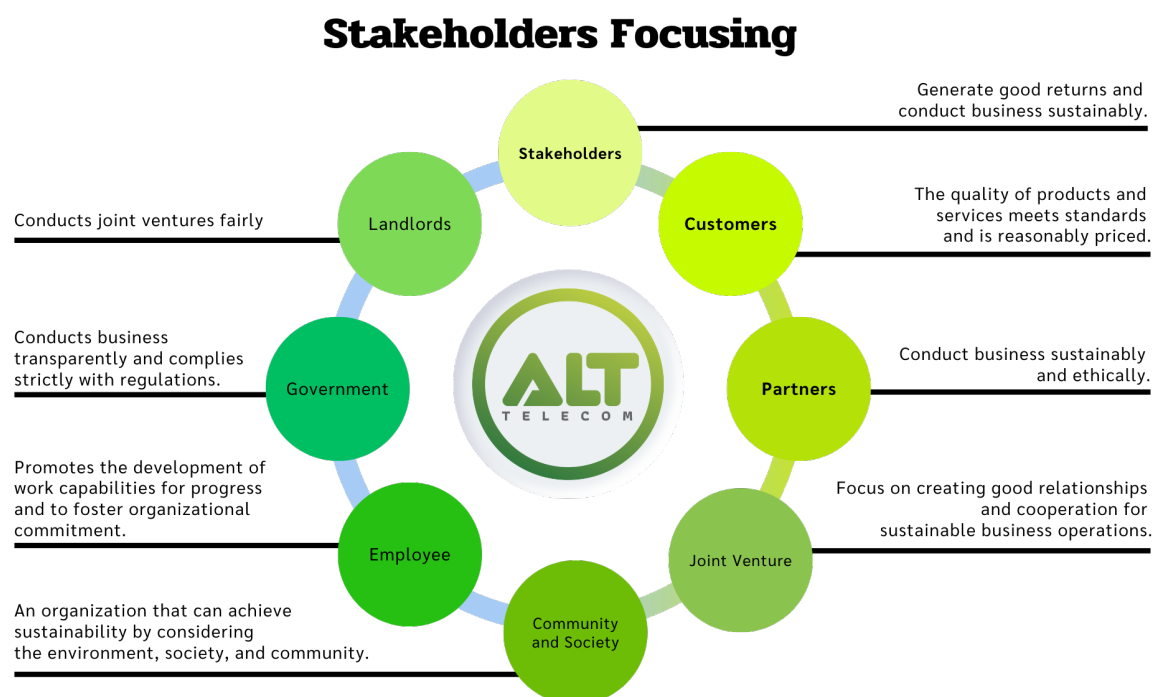 Stakeholders Focusing
Generate good returns and
conduct business sustainably.
Stakeholders
Landlords
Customers
The quality of products and
services meets standards
and is reasonably priced.
Conducts joint ventures fairly
Conducts business
transparently and complies
strictly with regulations.
Government
ALT
TELECOM
Partners
Conduct business sustainably
and ethically.
Promotes the development of
work capabilities for progress
and to foster organizational
commitment.
Employee
Joint Venture
Focus on creating good relationships
and cooperation for
sustainable business operations.
An organization that can achieve
sustainability by considering
the environment, society, and community.
Community
and Society